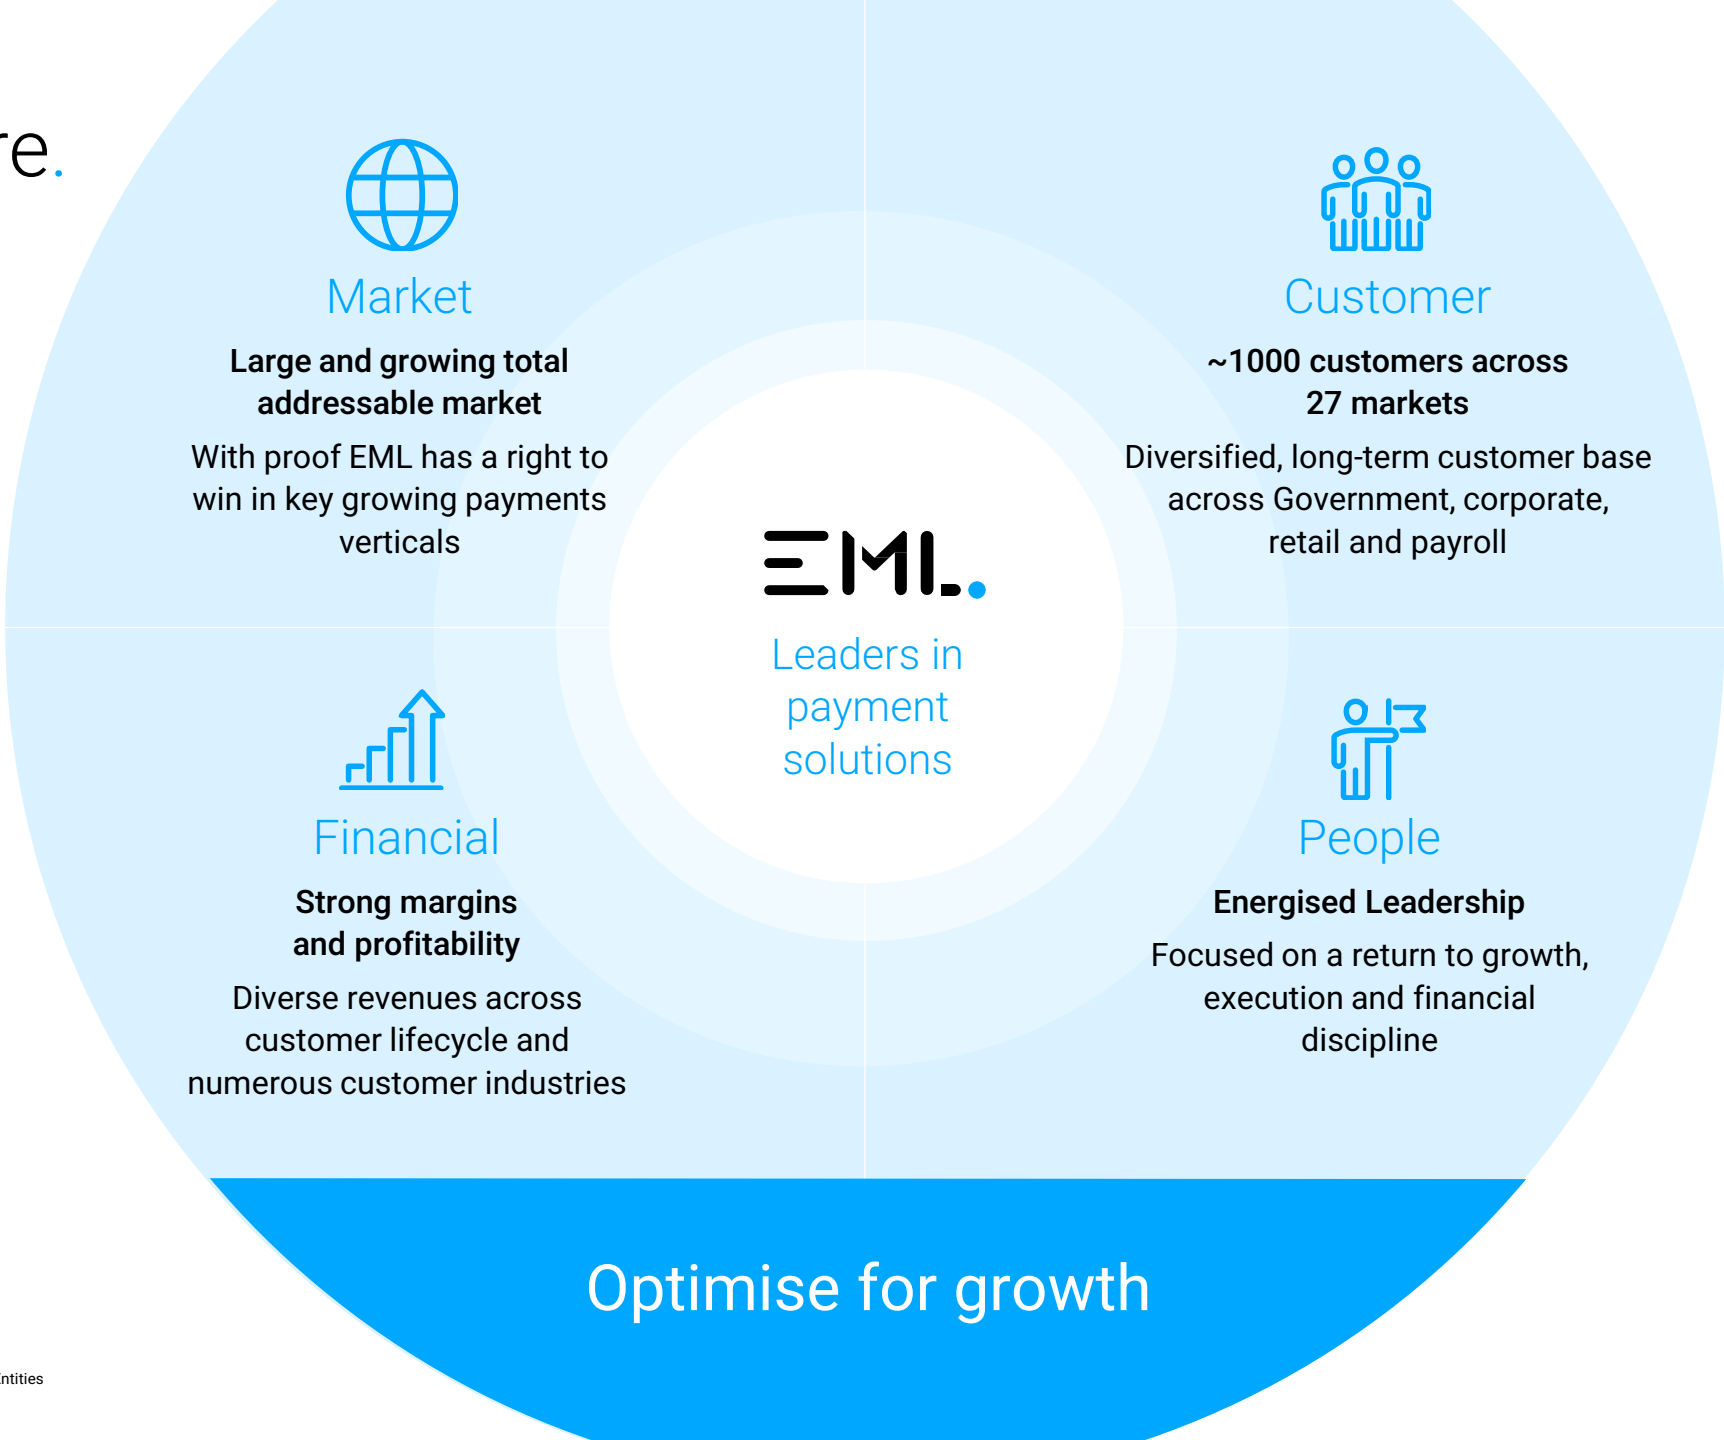 re.
Market
Large and growing total
addressable market
With proof EML has a right to
win in key growing payments
verticals
Customer
~1000 customers across
27 markets
Diversified, long-term customer base
across Government, corporate,
retail and payroll
EML.
Leaders in
payment
solutions
Financial
Strong margins
and profitability
Diverse revenues across
customer lifecycle and
numerous customer industries
People
Energised Leadership
Focused on a return to growth,
execution and financial
discipline
Optimise for growth
ntities